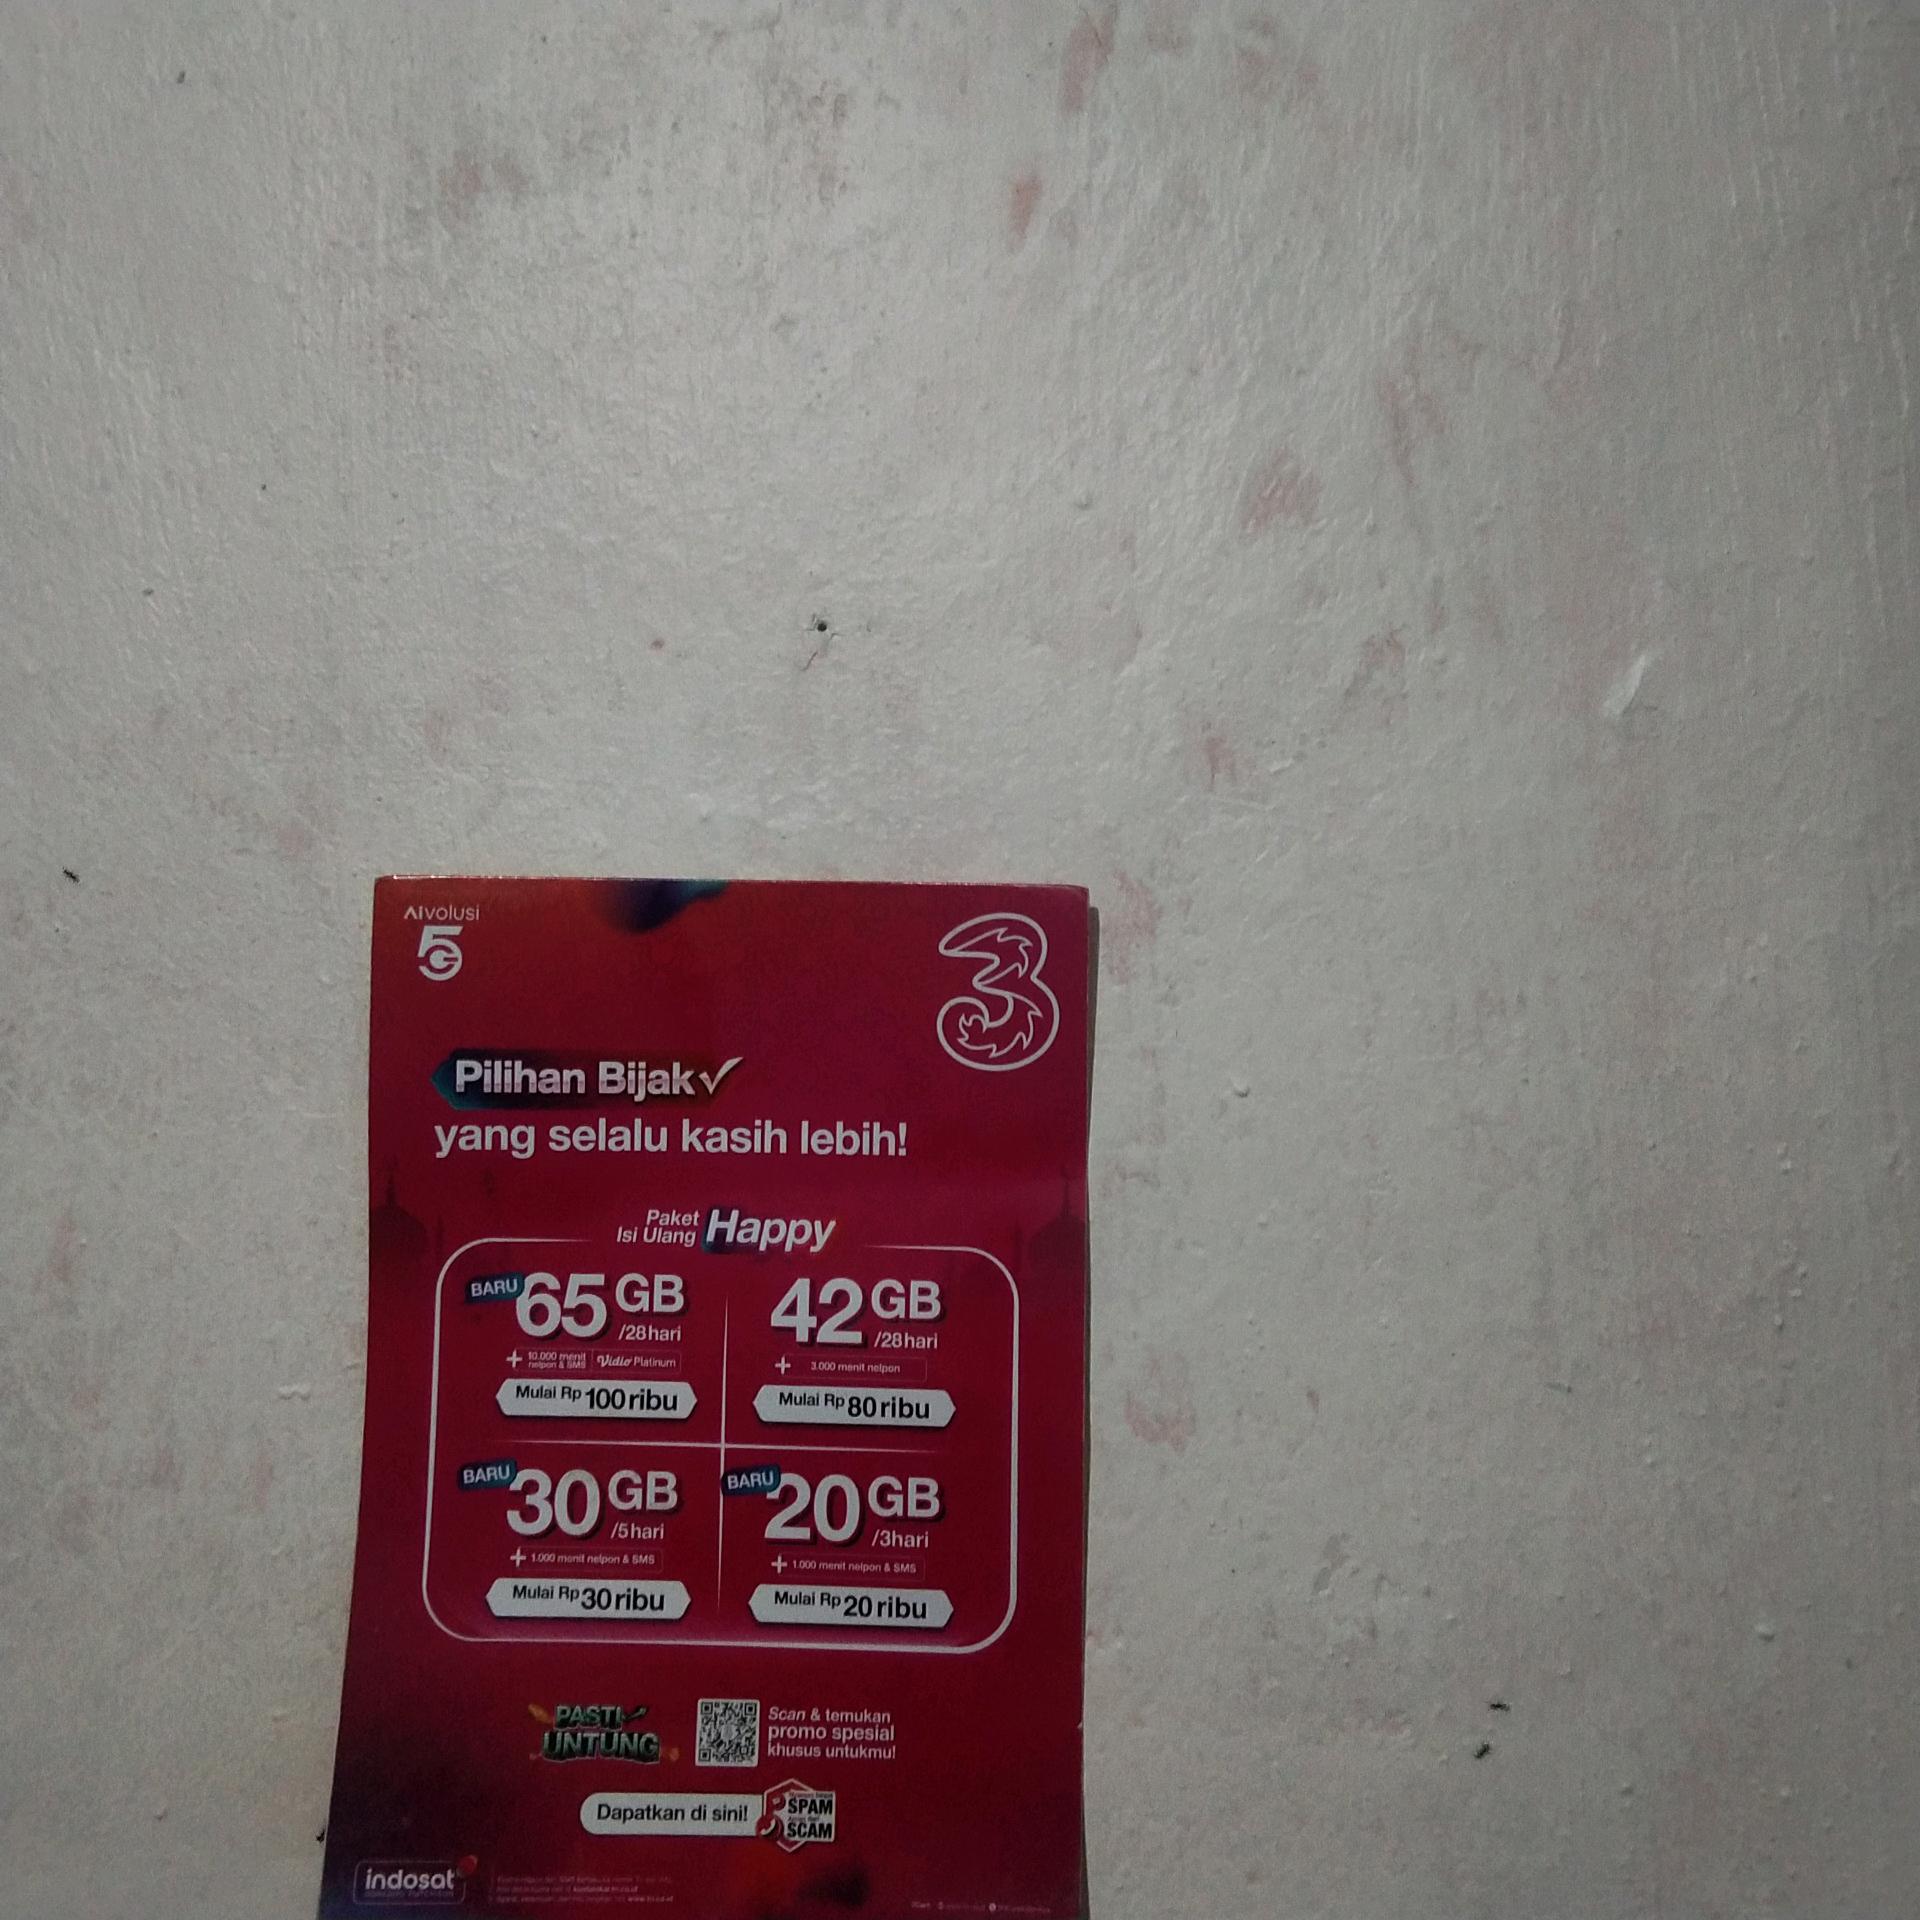 AIvolusi
5G
3
Pilihan Bijak
yang selalu kasih lebih!
Paket
Isi Ulang Happy
BARU 65 GB
/28hari
+ 10.000 menit
nelpon & SMS
Vidio Platinum
Mulai Rp 100 ribu
42 GB
/28hari
+ 3.000 menit nelpon
Mulai Rp 80 ribu
BARU 30 GB
/5hari
+ 1.000 menit nelpon & SMS
Mulai Rp 30 ribu
BARU 20 GB
/3hari
+ 1.000 menit nelpon & SMS
Mulai Rp 20 ribu
PASTI
UNTUNG
Scan & temukan
promo spesial
khusus untukmu!
Dapatkan di sini!
SPAM
SCAM
indosat